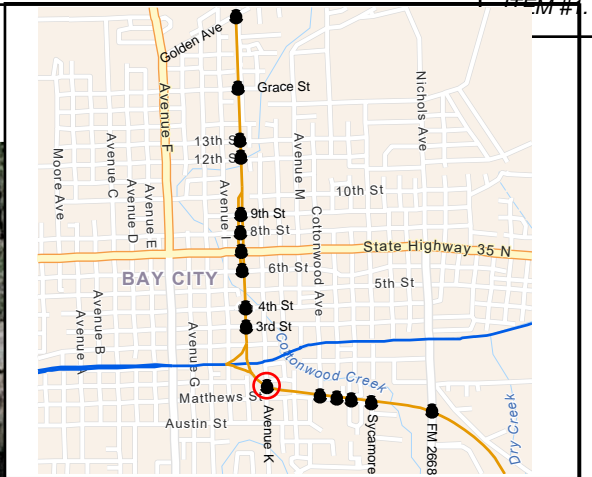 ITEM #1.
Golden Ave
Grace St
Avenue F
Nichols Ave
13th S
12th S
Avenue M
Avenue C
Moore Ave
Avenue D
Avenue E
Avenue I
10th St
9th St
8th St
Cottonwood Ave
State Highway 35 N
6th St
BAY CITY
5th St
4th St
3rd St
Avenue B
Avenue A
Avenue G
Cottonwood Creek
Matthews St
Austin St
Avenue K
Sycamore
FM 2668
Dry Creek